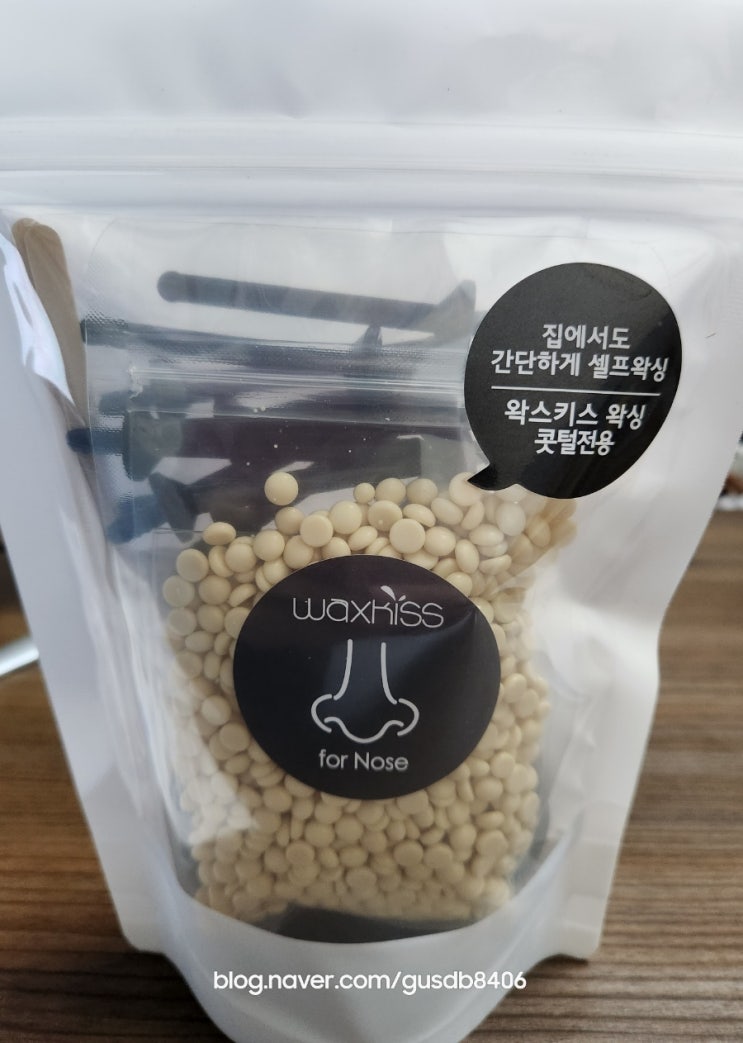 집에서도
간단하게 셀프왁싱
왁스키스 왁싱
콧털전용
waxkiss
for Nose
blog.naver.com/gusdb8406